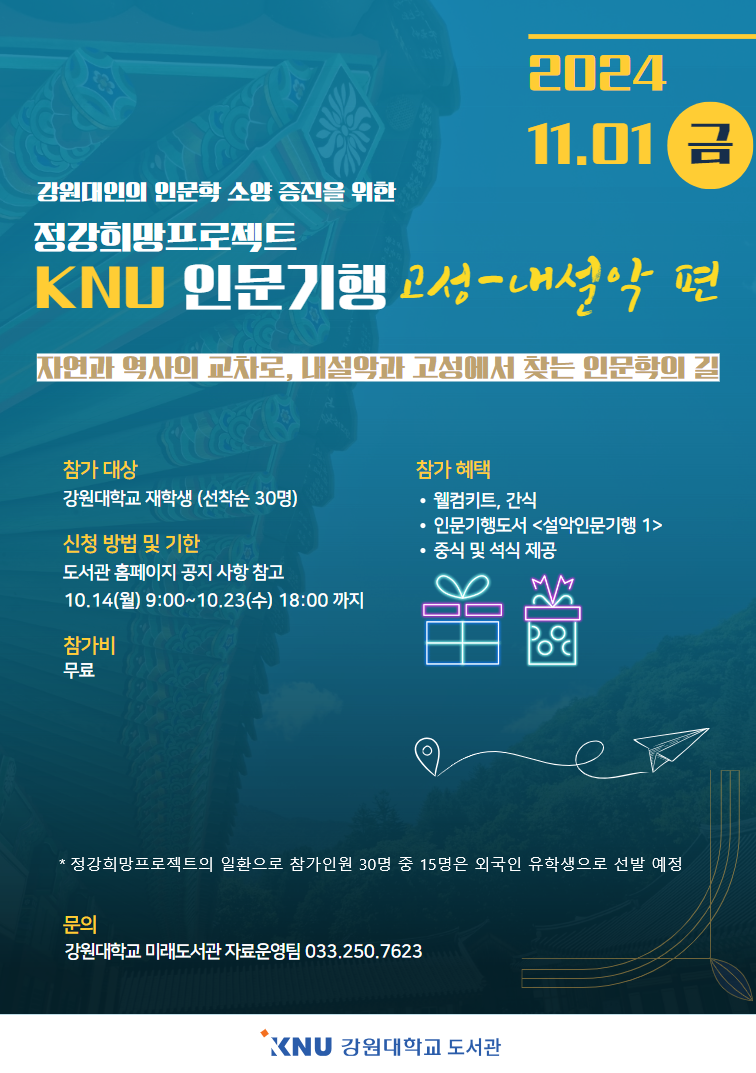 2024
11.01 금
강원대인의 인문학 소양 증진을 위한
정강희망프로젝트
KNU 인문기행 고성-내설악 편
자연과 역사의 교차로, 내설악과 고성에서 찾는 인문학의 길
참가 대상
강원대학교 재학생 (선착순 30명)
신청 방법 및 기한
도서관 홈페이지 공지 사항 참고
10.14(월) 9:00~10.23(수) 18:00 까지
참가비
무료
참가 혜택
• 웰컴키트, 간식
• 인문기행도서 <설악인문기행 1>
• 중식 및 석식 제공
* 정강희망프로젝트의 일환으로 참가인원 30명 중 15명은 외국인 유학생으로 선발 예정
문의
강원대학교 미래도서관 자료운영팀 033.250.7623
KNU 강원대학교 도서관